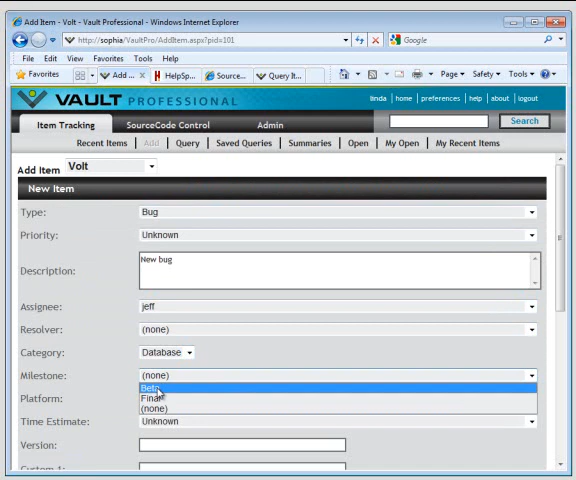 Add Item - Volt - Vault Professional - Windows Internet Explorer
http://sophia/VaultPro/AddItem.aspx?pid=101
Google
File Edit View Favorites Tools Help
Favorites
Add ... X
HelpSp...
Source...
Query It...
Page
Safety
Tools
VAULT PROFESSIONAL
linda | home | preferences | help | about | logout
Item Tracking
SourceCode Control
Admin
Search
Recent Items | Add | Query | Saved Queries | Summaries | Open | My Open | My Recent Items
Add Item Volt
New Item
Type: Bug
Priority: Unknown
Description: New bug
Assignee: jeff
Resolver: (none)
Category: Database
Milestone: (none)
Beta
Platform: Final
(none)
Time Estimate: Unknown
Version:
Custom 1: